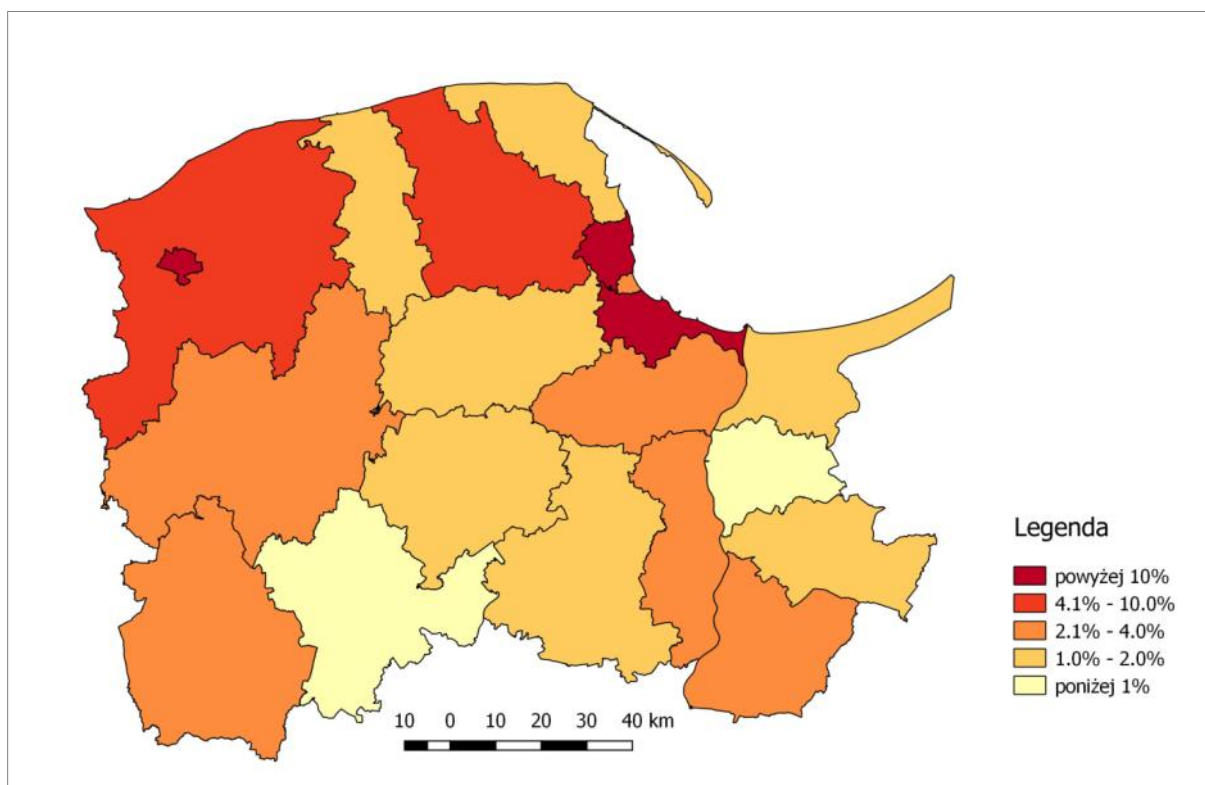 Legenda
powyżej 10%
4.1% - 10.0%
2.1% - 4.0%
1.0% - 2.0%
poniżej 1%
10 0 10 20 30 40 km